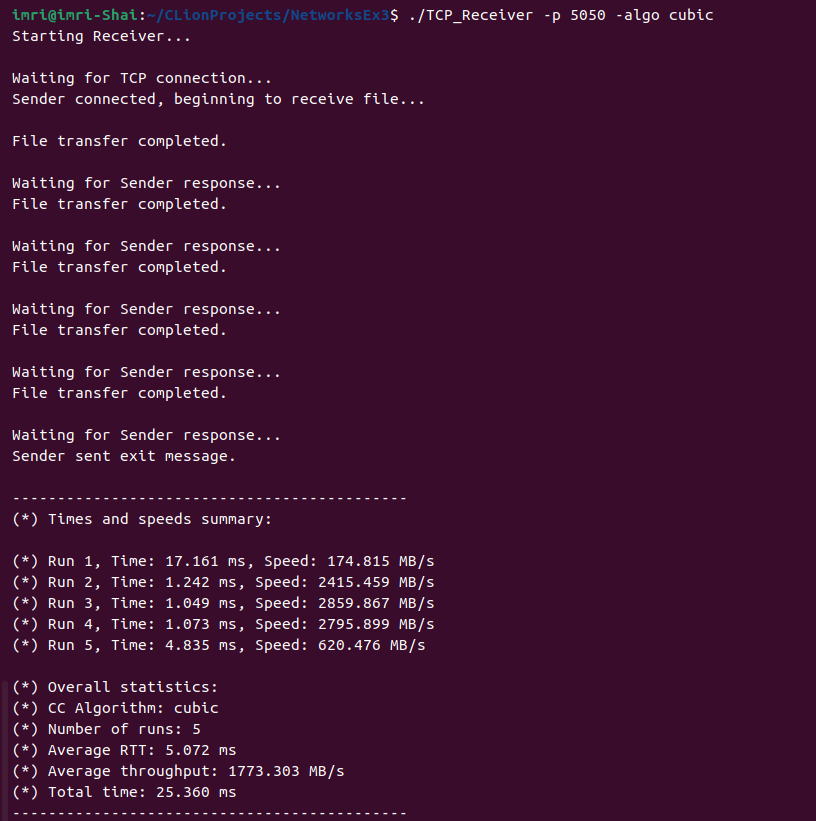 imri@imri-Shai:~/CLionProjects/NetworksEx3$ ./TCP_Receiver -p 5050 -algo cubic
Starting Receiver...
Waiting for TCP connection...
Sender connected, beginning to receive file...
File transfer completed.
Waiting for Sender response...
File transfer completed.
Waiting for Sender response...
File transfer completed.
Waiting for Sender response...
File transfer completed.
Waiting for Sender response...
File transfer completed.
Waiting for Sender response...
Sender sent exit message.
--------------------------------------------
(*) Times and speeds summary:
(*) Run 1, Time: 17.161 ms, Speed: 174.815 MB/s
(*) Run 2, Time: 1.242 ms, Speed: 2415.459 MB/s
(*) Run 3, Time: 1.049 ms, Speed: 2859.867 MB/s
(*) Run 4, Time: 1.073 ms, Speed: 2795.899 MB/s
(*) Run 5, Time: 4.835 ms, Speed: 620.476 MB/s
(*) Overall statistics:
(*) CC Algorithm: cubic
(*) Number of runs: 5
(*) Average RTT: 5.072 ms
(*) Average throughput: 1773.303 MB/s
(*) Total time: 25.360 ms
--------------------------------------------